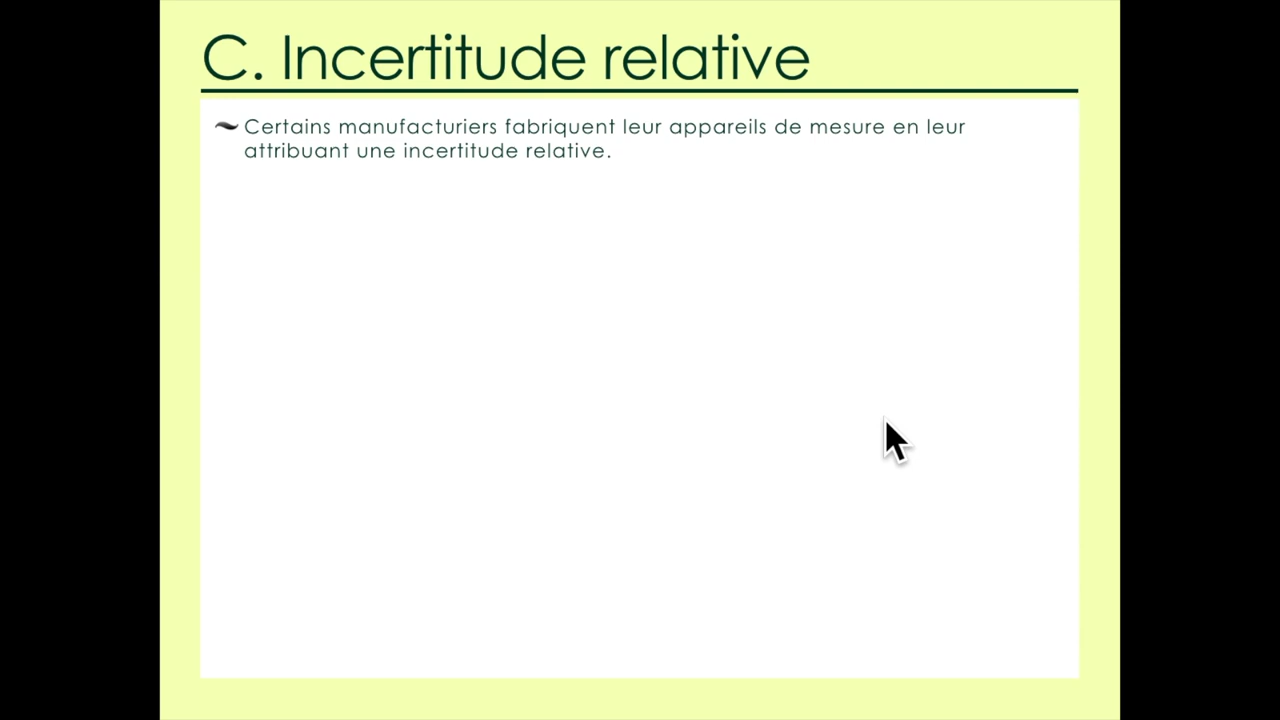 C. Incertitude relative
Certains manufacturiers fabriquent leur appareils de mesure en leur
attribuant une incertitude relative.